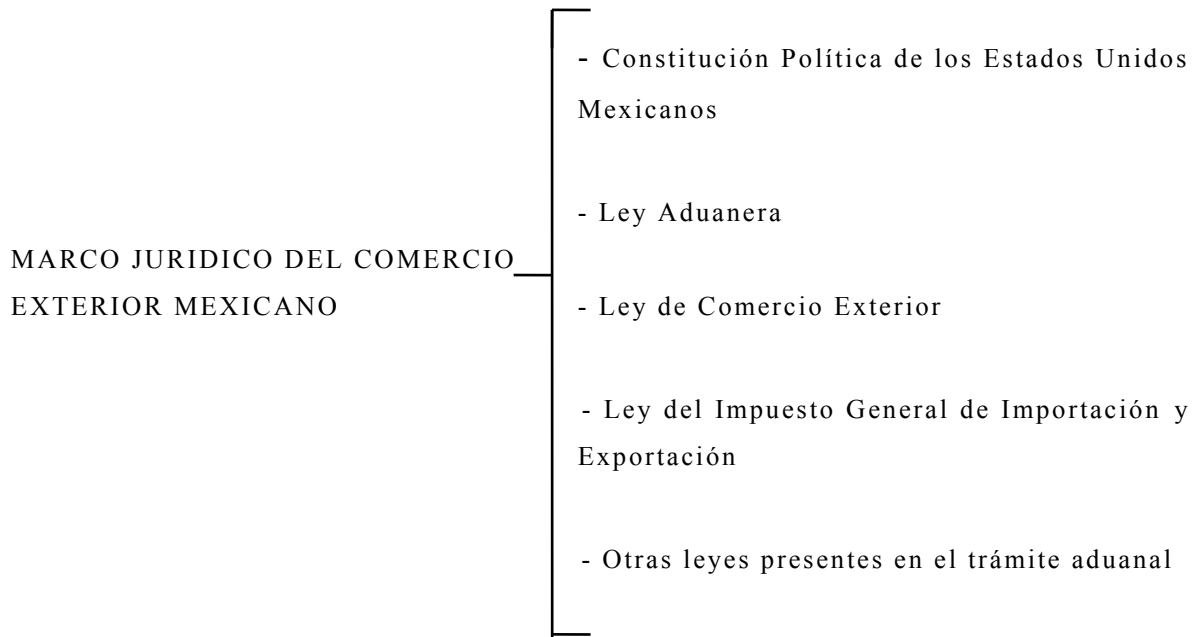 MARCO JURIDICO DEL COMERCIO
EXTERIOR MEXICANO
- Constitución Política de los Estados Unidos
Mexicanos
- Ley Aduanera
- Ley de Comercio Exterior
- Ley del Impuesto General de Importación y
Exportación
- Otras leyes presentes en el trámite aduanal